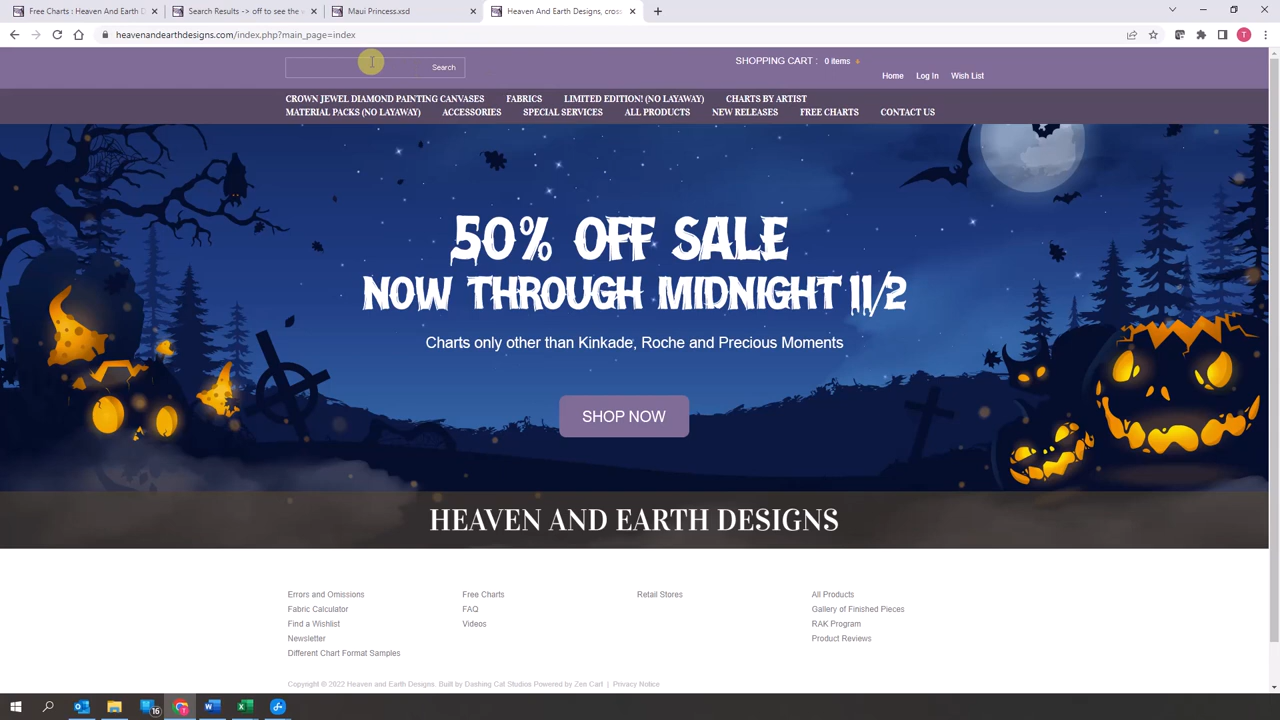 Free Charts : Heaven And Earth D
Search Results -> off to see the w
Maui Princess.xsd
Heaven And Earth Designs, cross
heavenandearthdesigns.com/index.php?main_page=index
T
Search
SHOPPING CART : 0 items
Home Log In Wish List
CROWN JEWEL DIAMOND PAINTING CANVASES FABRICS LIMITED EDITION! (NO LAYAWAY) CHARTS BY ARTIST
MATERIAL PACKS (NO LAYAWAY) ACCESSORIES SPECIAL SERVICES ALL PRODUCTS NEW RELEASES FREE CHARTS CONTACT US
50% OFF SALE
NOW THROUGH MIDNIGHT 11/2
Charts only other than Kinkade, Roche and Precious Moments
SHOP NOW
HEAVEN AND EARTH DESIGNS
Errors and Omissions
Fabric Calculator
Find a Wishlist
Newsletter
Different Chart Format Samples
Free Charts
FAQ
Videos
Retail Stores
All Products
Gallery of Finished Pieces
RAK Program
Product Reviews
Copyright © 2022 Heaven and Earth Designs. Built by Dashing Cat Studios Powered by Zen Cart | Privacy Notice
16